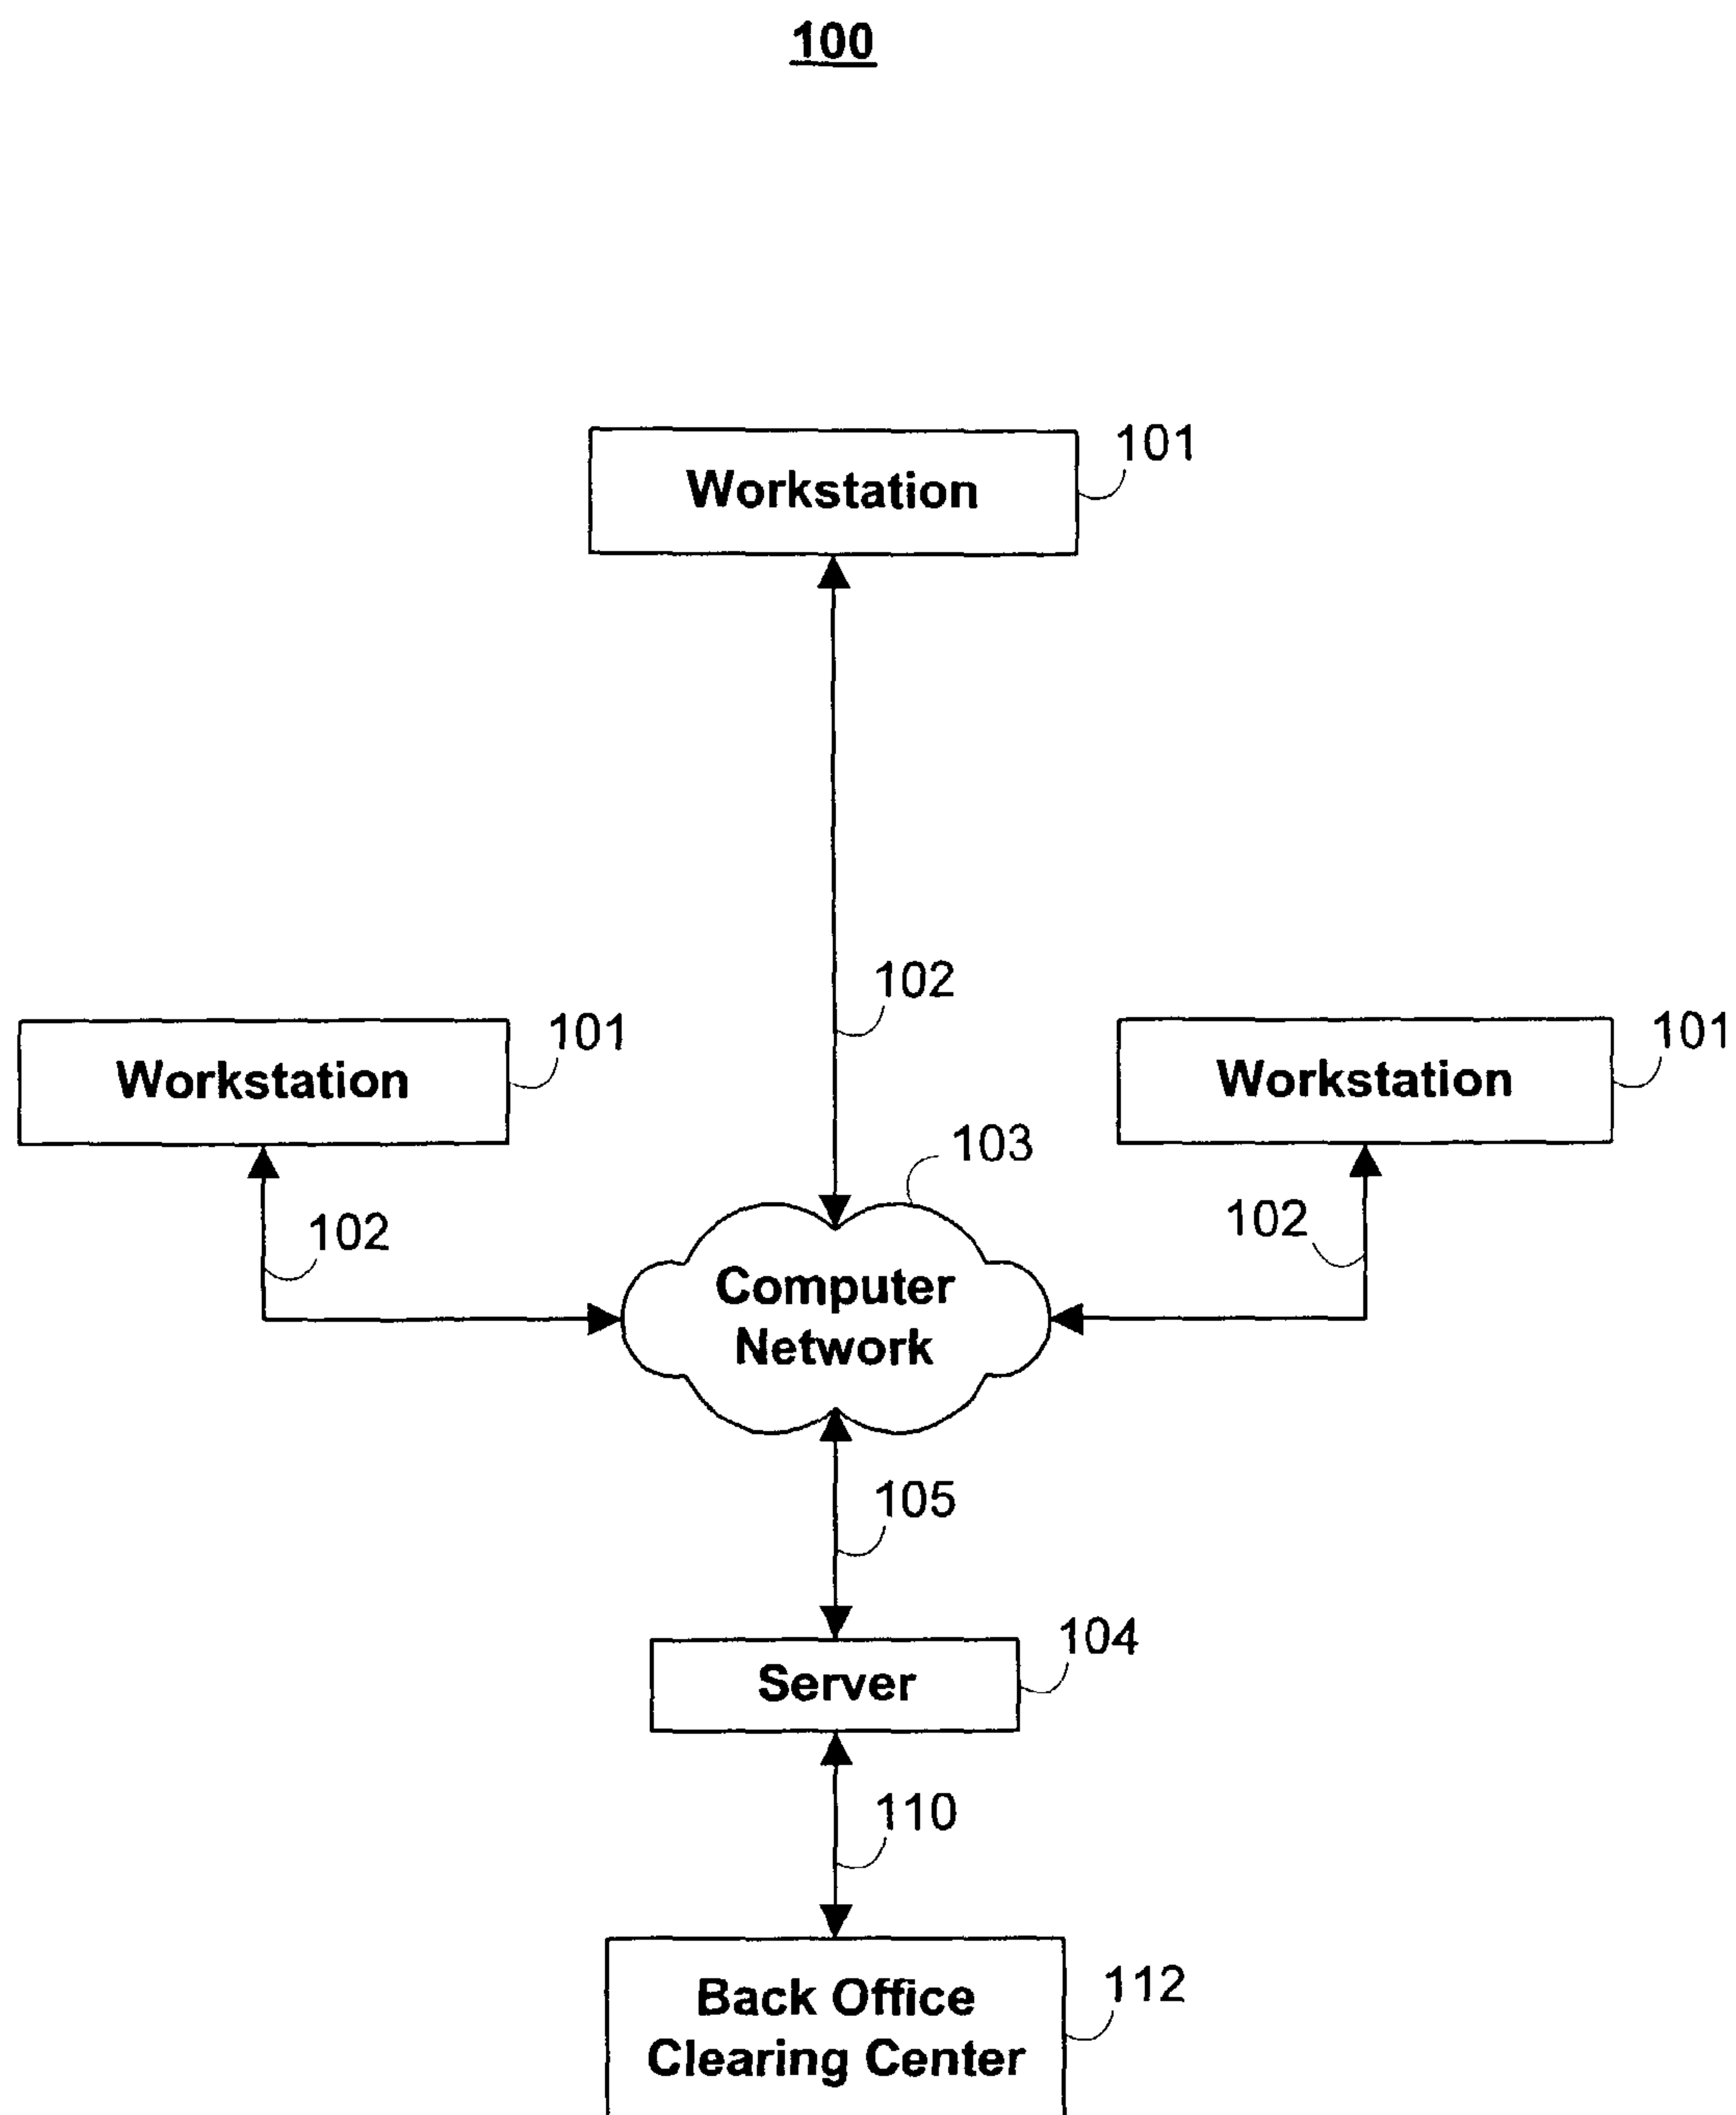 100
Workstation
101
102
Workstation
101
Workstation
101
103
102
102
Computer
Network
105
Server
104
110
Back Office
Clearing Center
112